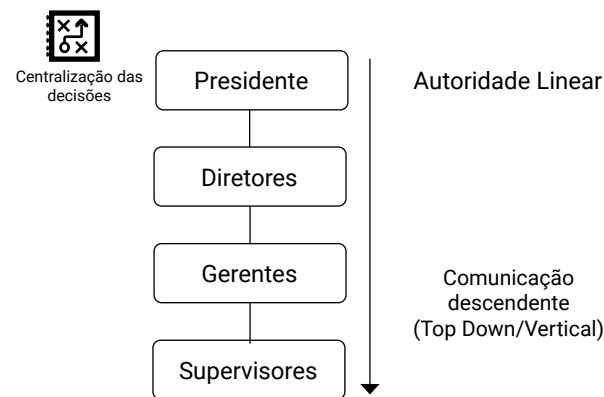 Centralização das
decisões
Presidente
Autoridade Linear
Diretores
Gerentes
Comunicação
descendente
(Top Down/Vertical)
Supervisores